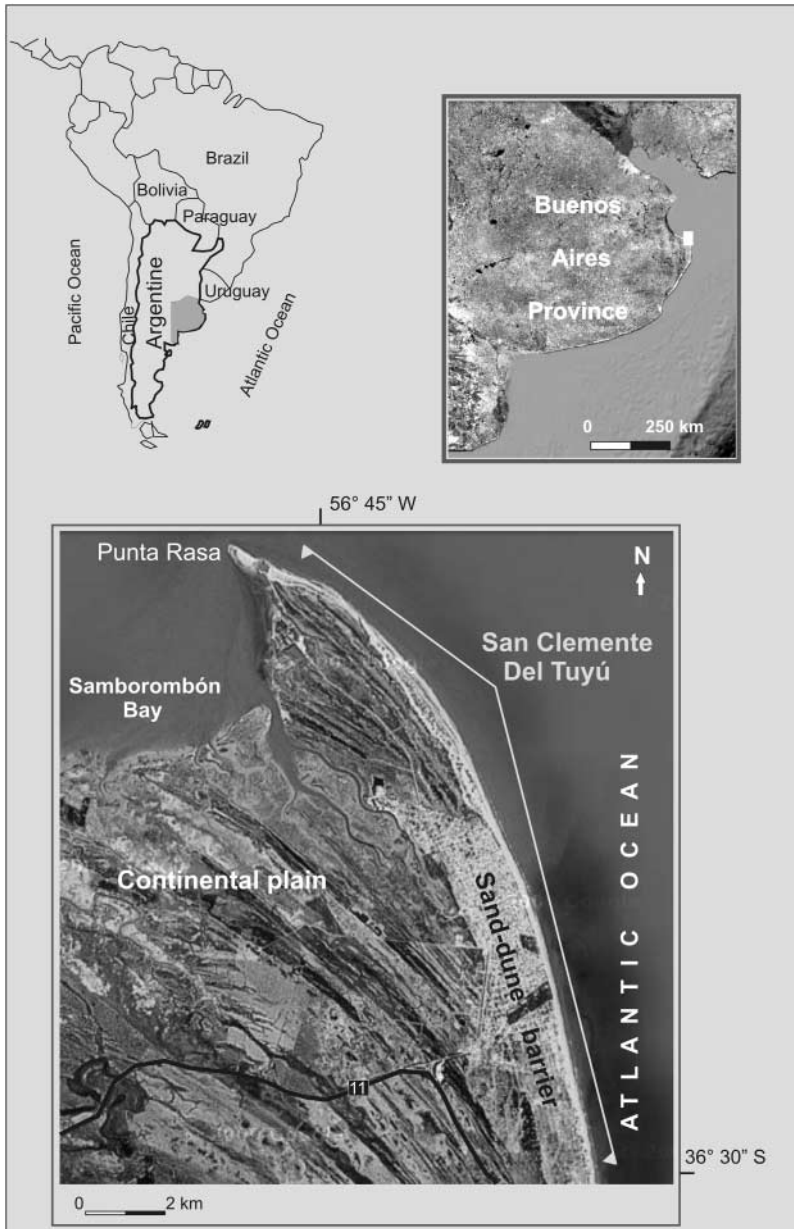 Brazil
Bolivia
Paraguay
Pacific Ocean
Chile
Argentine
Uruguay
Atlantic Ocean
Buenos
Aires
Province
0 250 km
56° 45” W
Punta Rasa
N
San Clemente
Del Tuyú
Samborombón
Bay
Continental plain
Sand-dune barrier
ATLANTIC OCEAN
11
36° 30” S
0 2 km